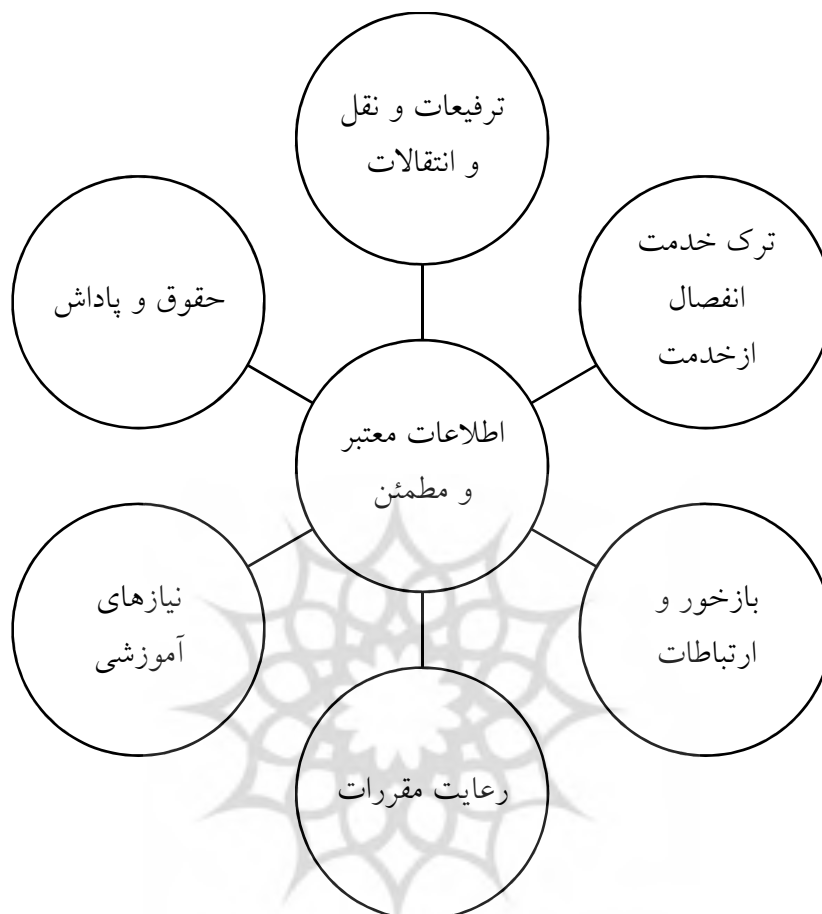 ترفیعات و نقل
و انتقالات
ترک خدمت
انفصال
ازخدمت
حقوق و پاداش
اطلاعات معتبر
و مطمئن
بازخور و
ارتباطات
نیازهای
آموزشی
رعایت مقررات